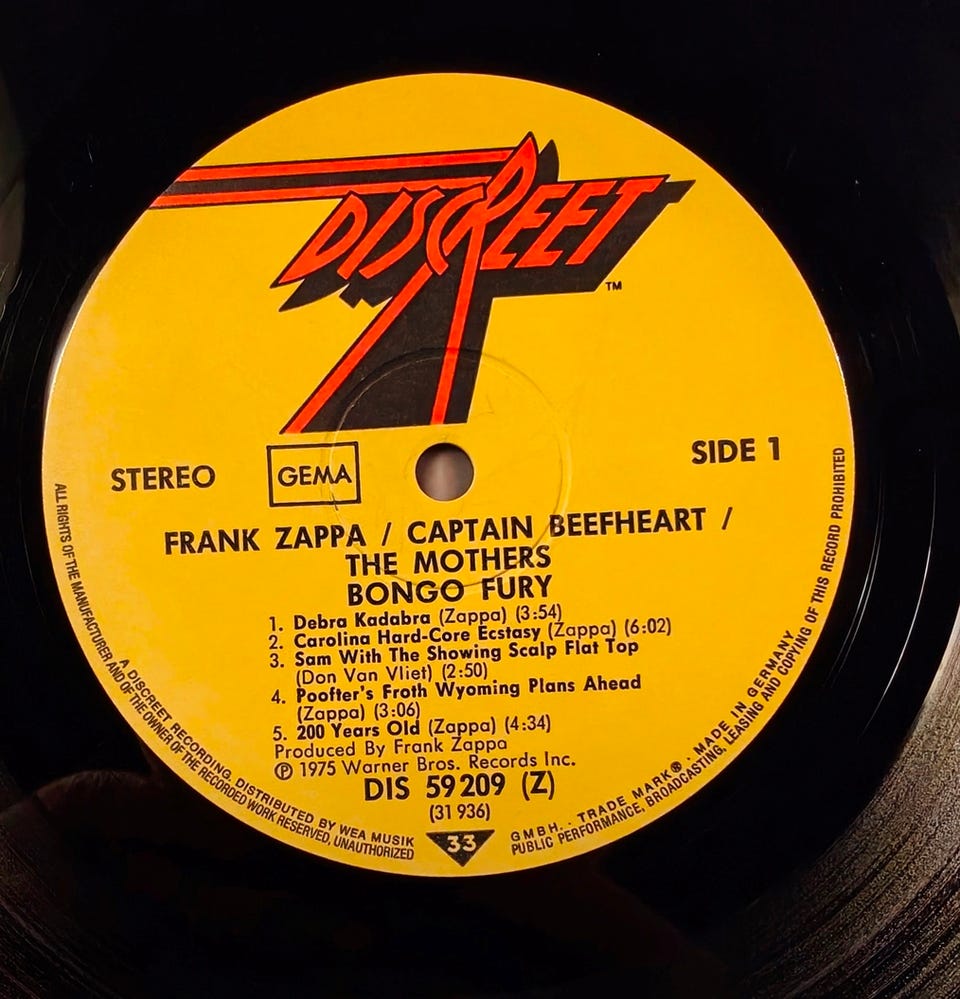 DISCREET
TM
STEREO
GEMA
SIDE 1
FRANK ZAPPA / CAPTAIN BEEFHEART /
THE MOTHERS
BONGO FURY
1. Debra Kadabra (Zappa) (3:54)
2. Carolina Hard-Core Ecstasy (Zappa) (6:02)
3. Sam With The Showing Scalp Flat Top
(Don Van Vliet) (2:50)
4. Poofter's Froth Wyoming Plans Ahead
(Zappa) (3:06)
5. 200 Years Old (Zappa) (4:34)
Produced By Frank Zappa
℗ 1975 Warner Bros. Records Inc.
DIS 59 209 (Z)
(31 936)
33
A DISCREET RECORDING. DISTRIBUTED BY WEA MUSIK GMBH. · TRADE MARK®. MADE IN GERMANY
ALL RIGHTS OF THE MANUFACTURER AND OF THE OWNER OF THE RECORDED WORK RESERVED, UNAUTHORIZED PUBLIC PERFORMANCE, BROADCASTING, LEASING AND COPYING OF THIS RECORD PROHIBITED